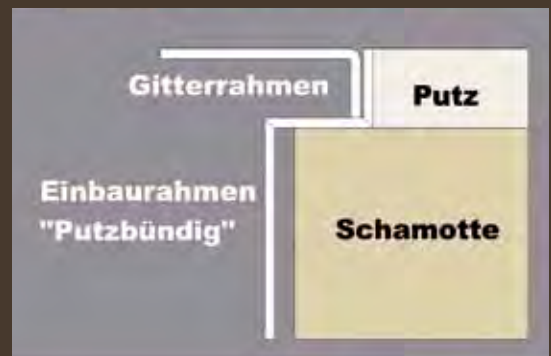 Gitterrahmen
Putz
Einbaurahmen
"Putzbündig"
Schamotte